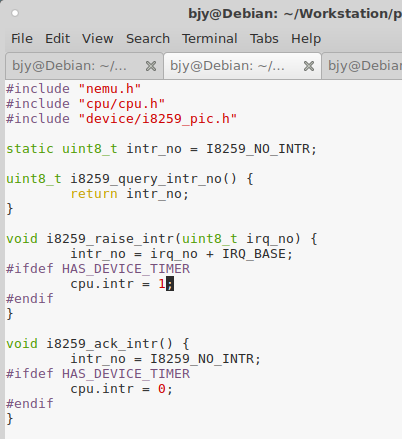 bjy@Debian: ~/Workstation/p
File Edit View Search Terminal Tabs Help
bjy@Debian: ~/... bjy@Debian: ~/... bjy@Debian
#include "nemu.h"
#include "cpu/cpu.h"
#include "device/i8259_pic.h"
static uint8_t intr_no = I8259_NO_INTR;
uint8_t i8259_query_intr_no() {
        return intr_no;
}
void i8259_raise_intr(uint8_t irq_no) {
        intr_no = irq_no + IRQ_BASE;
#ifdef HAS_DEVICE_TIMER
        cpu.intr = 1;
#endif
}
void i8259_ack_intr() {
        intr_no = I8259_NO_INTR;
#ifdef HAS_DEVICE_TIMER
        cpu.intr = 0;
#endif
}